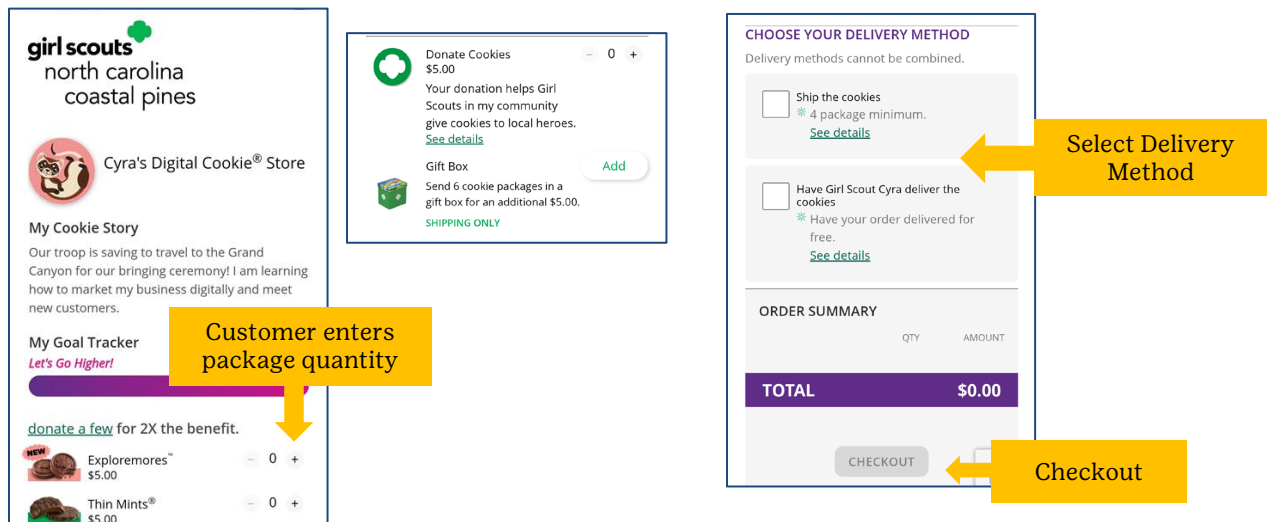 girl scouts
north carolina
coastal pines
Cyra's Digital Cookie® Store
My Cookie Story
Our troop is saving to travel to the Grand
Canyon for our bringing ceremony! I am learning
how to market my business digitally and meet
new customers.
My Goal Tracker
Let's Go Higher!
Customer enters
package quantity
donate a few for 2X the benefit.
NEW
Exploremores™
$5.00
− 0 +
Thin Mints®
$5.00
− 0 +
Donate Cookies
$5.00
− 0 +
Your donation helps Girl
Scouts in my community
give cookies to local heroes.
See details
Gift Box
Add
Send 6 cookie packages in a
gift box for an additional $5.00.
SHIPPING ONLY
CHOOSE YOUR DELIVERY METHOD
Delivery methods cannot be combined.
Ship the cookies
4 package minimum.
See details
Select Delivery
Method
Have Girl Scout Cyra deliver the
cookies
Have your order delivered for
free.
See details
ORDER SUMMARY
QTY AMOUNT
TOTAL $0.00
CHECKOUT
Checkout